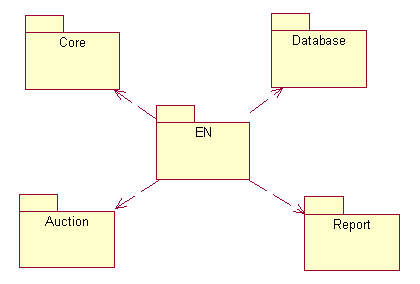 Core
Database
EN
Auction
Report